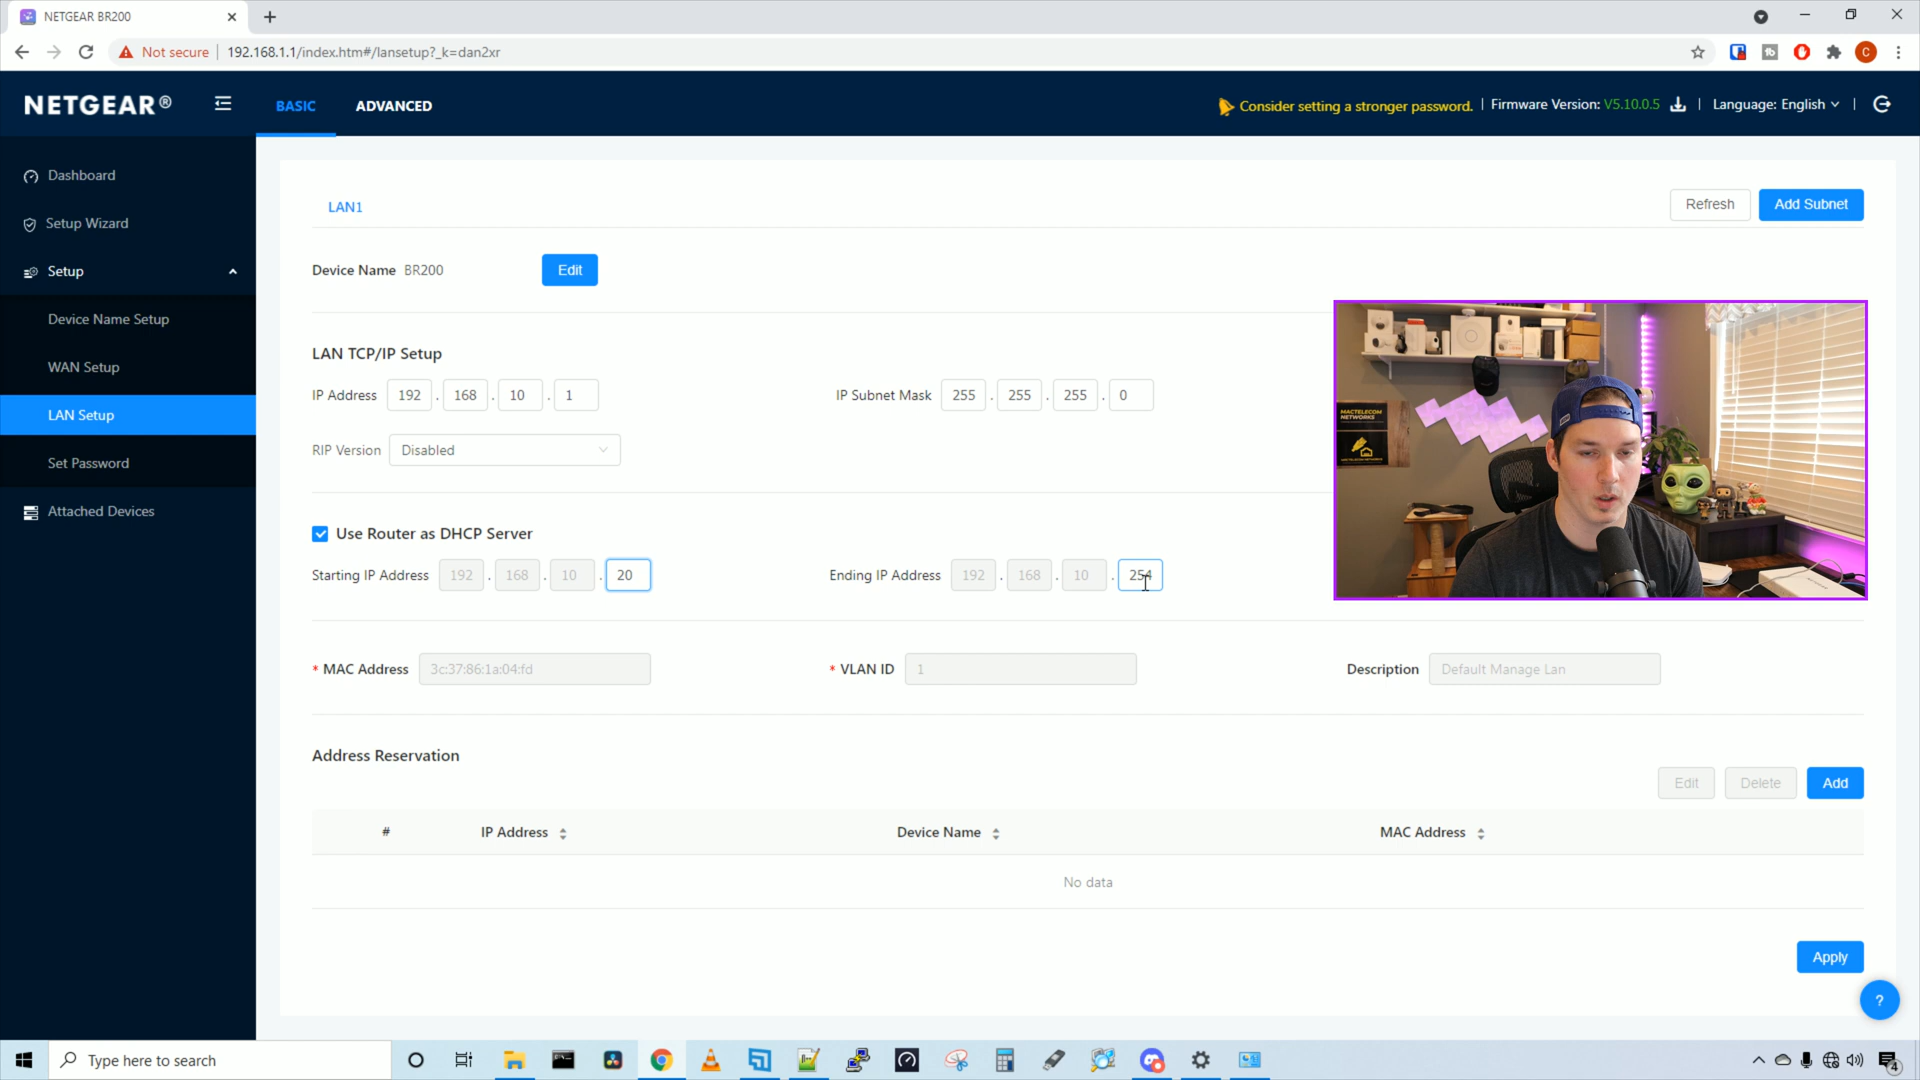 NETGEAR BR200
Not secure
192.168.1.1/index.htm#/lansetup?_k=dan2xr
NETGEAR®
BASIC
ADVANCED
Consider setting a stronger password.
Firmware Version: V5.10.0.5
Language: English
Dashboard
Setup Wizard
Setup
Device Name Setup
WAN Setup
LAN Setup
Set Password
Attached Devices
LAN1
Refresh
Add Subnet
Device Name BR200
Edit
LAN TCP/IP Setup
IP Address 192 . 168 . 10 . 1
IP Subnet Mask 255 . 255 . 255 . 0
RIP Version Disabled
Use Router as DHCP Server
Starting IP Address 192 . 168 . 10 . 20
Ending IP Address 192 . 168 . 10 . 254
* MAC Address 3c:37:86:1a:04:fd
* VLAN ID 1
Description Default Manage Lan
Address Reservation
Edit
Delete
Add
# IP Address Device Name MAC Address
No data
Apply
?
MACTELECOM
NETWORKS
MACTELECOM NETWORKS
Type here to search
C
4